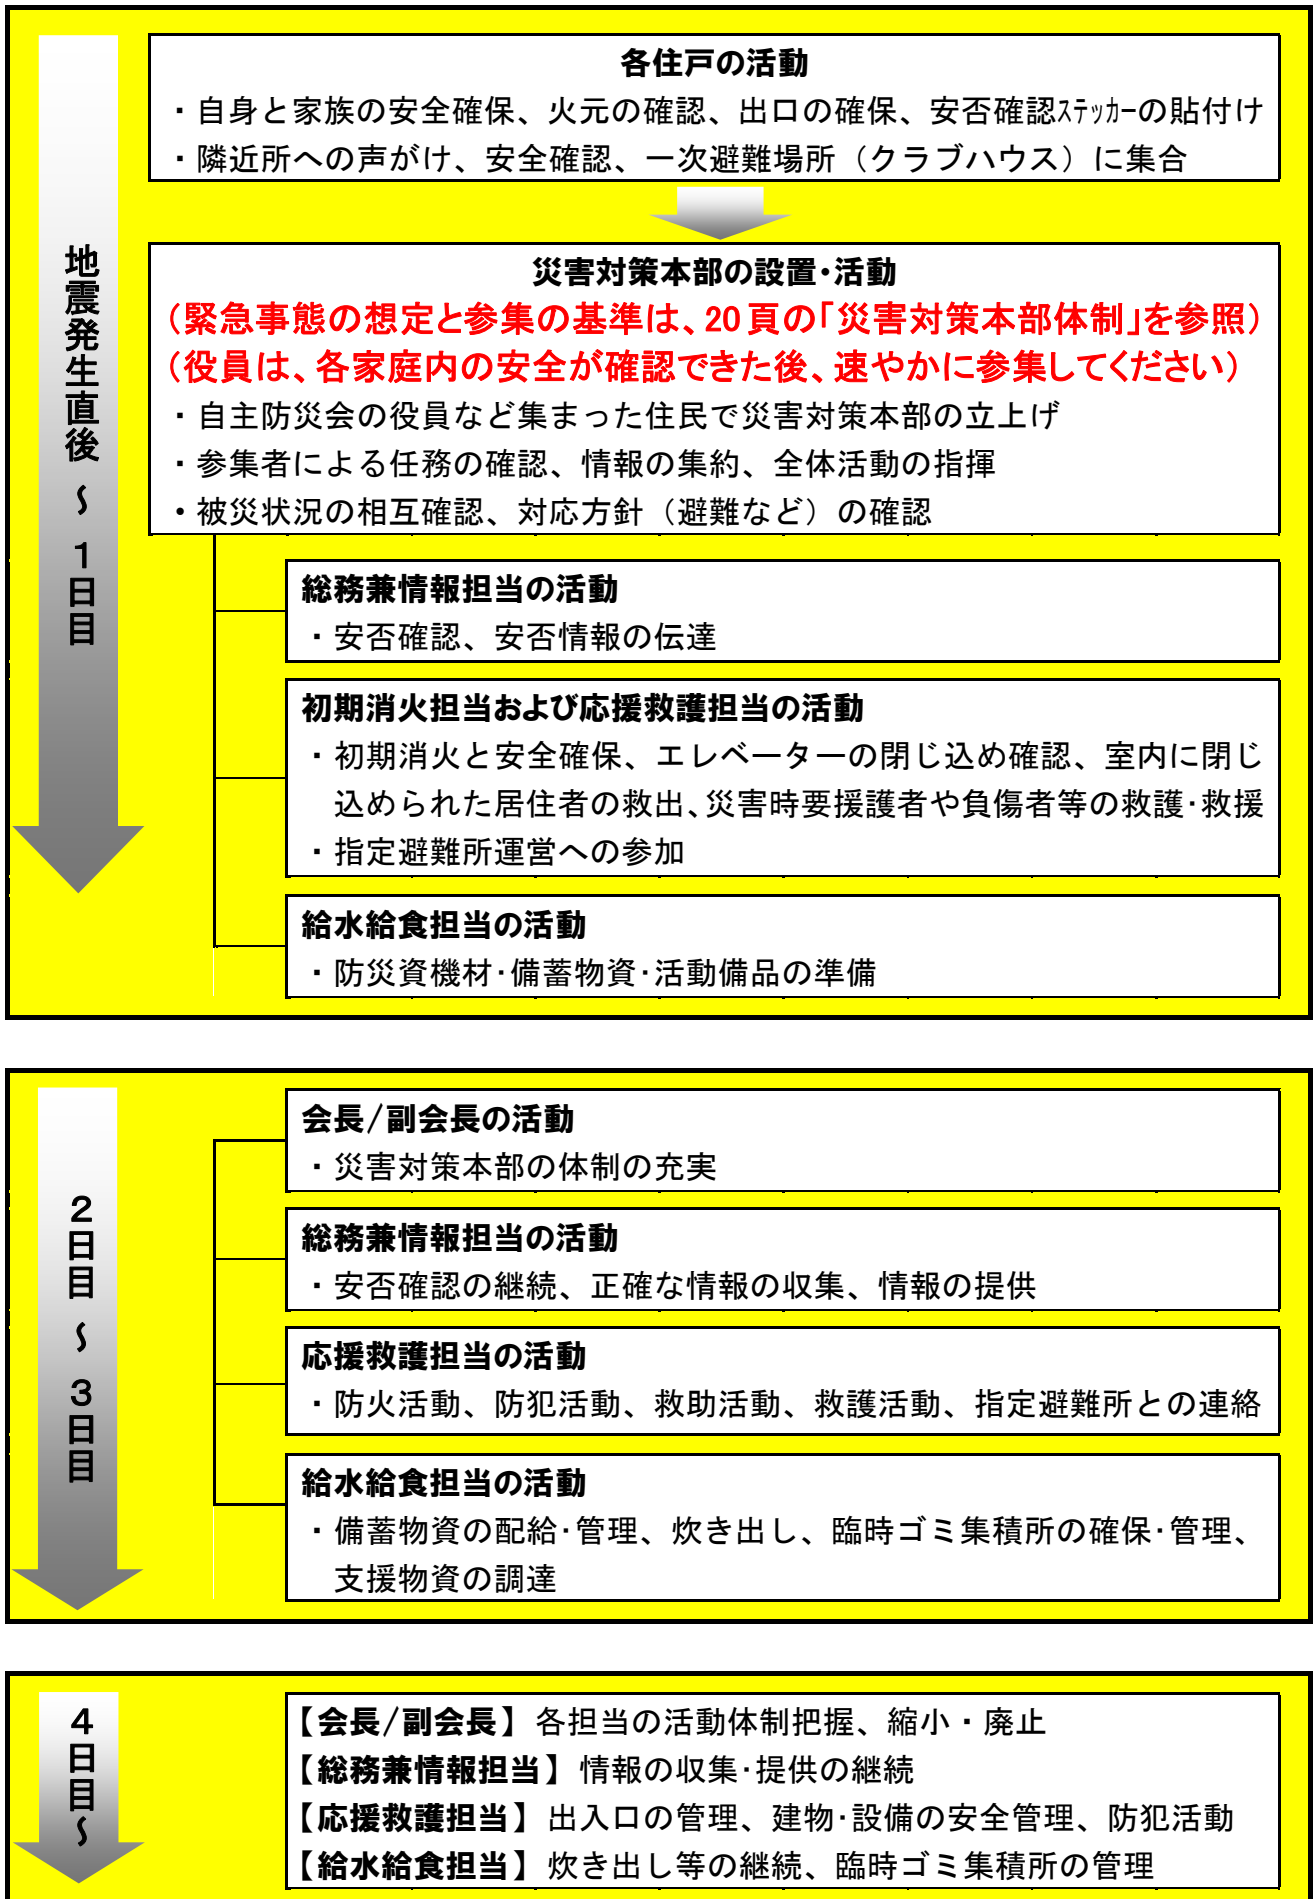 地震発生直後～１日目
各住戸の活動
・自身と家族の安全確保、火元の確認、出口の確保、安否確認ｽﾃｯｶｰの貼付け
・隣近所への声がけ、安全確認、一次避難場所（クラブハウス）に集合
災害対策本部の設置・活動
（緊急事態の想定と参集の基準は、20頁の「災害対策本部体制」を参照）
（役員は、各家庭内の安全が確認できた後、速やかに参集してください）
・自主防災会の役員など集まった住民で災害対策本部の立上げ
・参集者による任務の確認、情報の集約、全体活動の指揮
・被災状況の相互確認、対応方針（避難など）の確認
総務兼情報担当の活動
・安否確認、安否情報の伝達
初期消火担当および応援救護担当の活動
・初期消火と安全確保、エレベーターの閉じ込め確認、室内に閉じ
込められた居住者の救出、災害時要援護者や負傷者等の救護・救援
・指定避難所運営への参加
給水給食担当の活動
・防災資機材・備蓄物資・活動備品の準備
２日目～３日目
会長/副会長の活動
・災害対策本部の体制の充実
総務兼情報担当の活動
・安否確認の継続、正確な情報の収集、情報の提供
応援救護担当の活動
・防火活動、防犯活動、救助活動、救護活動、指定避難所との連絡
給水給食担当の活動
・備蓄物資の配給・管理、炊き出し、臨時ゴミ集積所の確保・管理、
支援物資の調達
４日目～
【会長/副会長】各担当の活動体制把握、縮小・廃止
【総務兼情報担当】情報の収集・提供の継続
【応援救護担当】出入口の管理、建物・設備の安全管理、防犯活動
【給水給食担当】炊き出し等の継続、臨時ゴミ集積所の管理